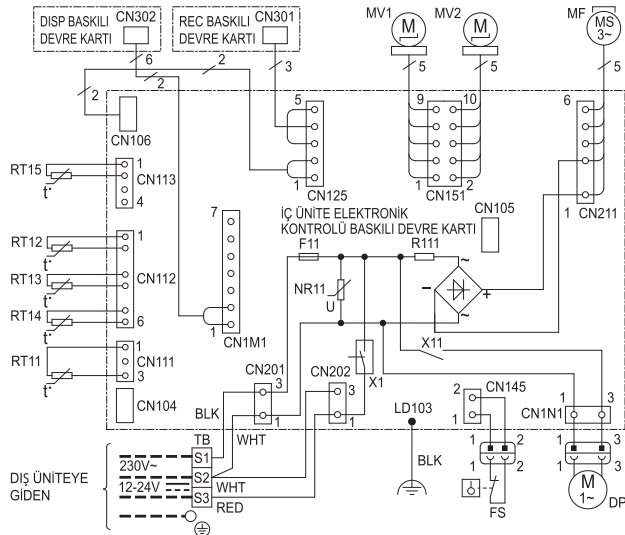 DISP BASKILI CN302
DEVRE KARTI
REC BASKILI CN301
DEVRE KARTI
MV1
M
MV2
M
MF
MS
3~
6
2
2
3
5
5
5
2
CN106
5
1
CN125
9 10
1 2
CN151
6
1
CN211
RT15
t°
1
CN113
4
İÇ ÜNİTE ELEKTRONİK
KONTROLÜ BASKILI DEVRE KARTI
CN105
7
1
CN1M1
RT12
t°
RT13
t°
RT14
t°
1
CN112
6
F11
R111
NR11
U
~
− +
~
RT11
t°
1
CN111
3
CN104
X11
X1
CN201
3
1
CN202
3
1
CN145
2
1
LD103
CN1N1
1 3
BLK
WHT
TB
S1
S2
S3
230V~
12-24V
WHT
RED
DIŞ ÜNİTEYE
GİDEN
BLK
1 2
1 2
FS
1 3
1 3
M
1~
DP